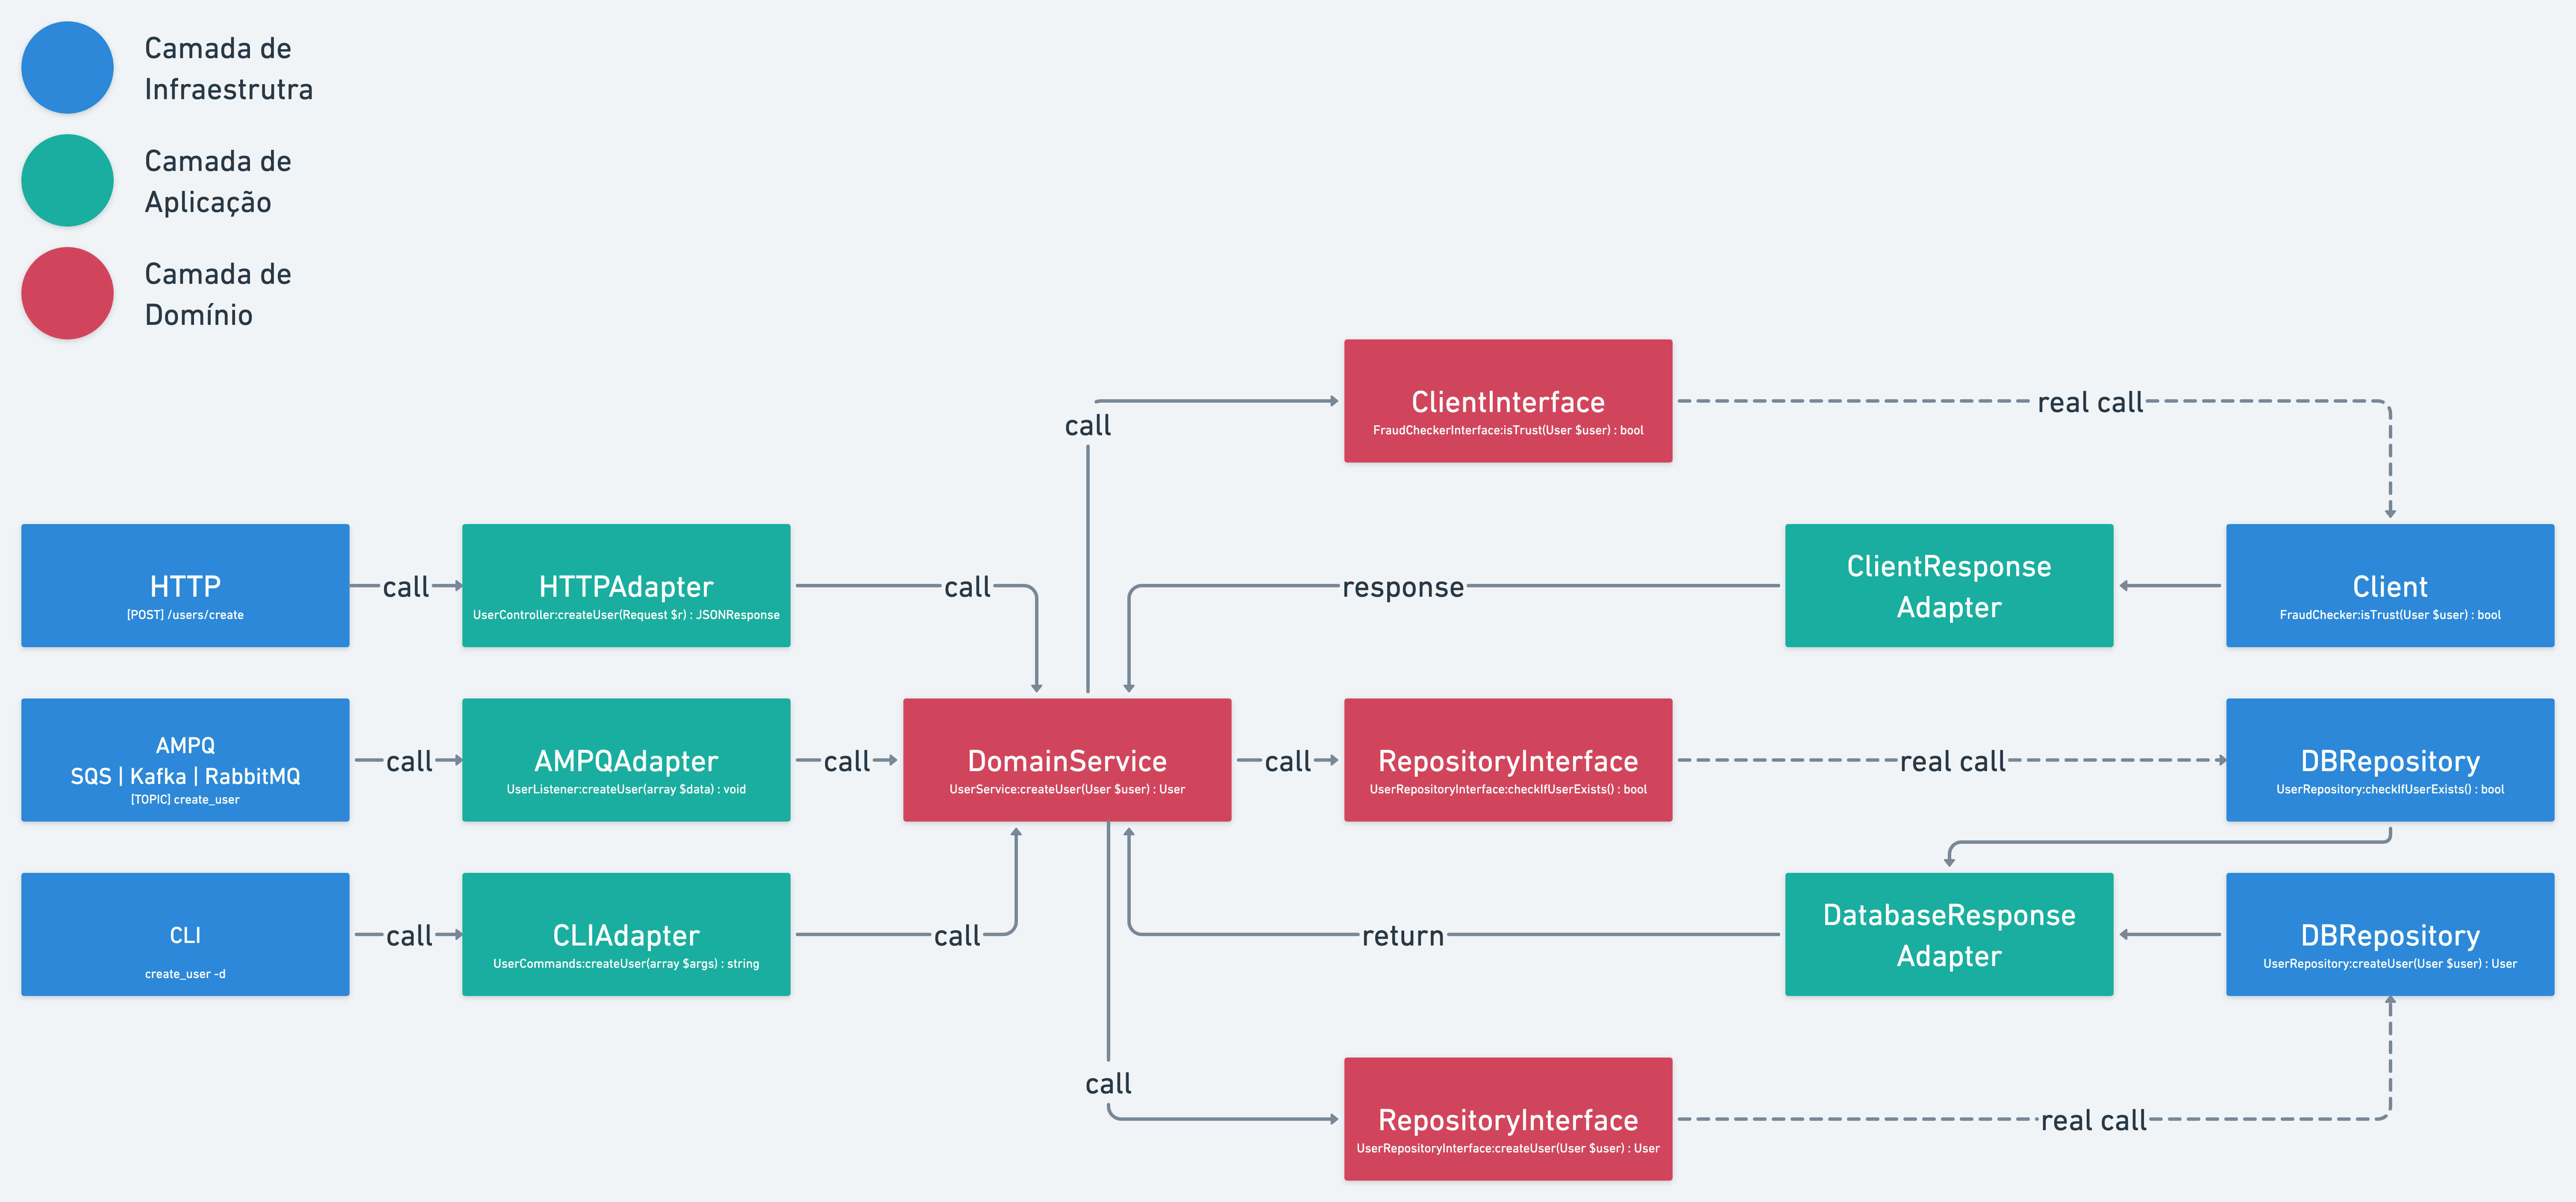 Camada de
Infraestrutra
Camada de
Aplicação
Camada de
Domínio
ClientInterface
FraudCheckerInterface:isTrust(User $user) : bool
real call
call
HTTP
[POST] /users/create
call
HTTPAdapter
UserController:createUser(Request $r) : JSONResponse
call
response
ClientResponse
Adapter
Client
FraudChecker:isTrust(User $user) : bool
AMPQ
SQS | Kafka | RabbitMQ
[TOPIC] create_user
call
AMPQAdapter
UserListener:createUser(array $data) : void
call
DomainService
UserService:createUser(User $user) : User
call
RepositoryInterface
UserRepositoryInterface:checkIfUserExists() : bool
real call
DBRepository
UserRepository:checkIfUserExists() : bool
CLI
create_user -d
call
CLIAdapter
UserCommands:createUser(array $args) : string
call
return
DatabaseResponse
Adapter
DBRepository
UserRepository:createUser(User $user) : User
call
RepositoryInterface
UserRepositoryInterface:createUser(User $user) : User
real call